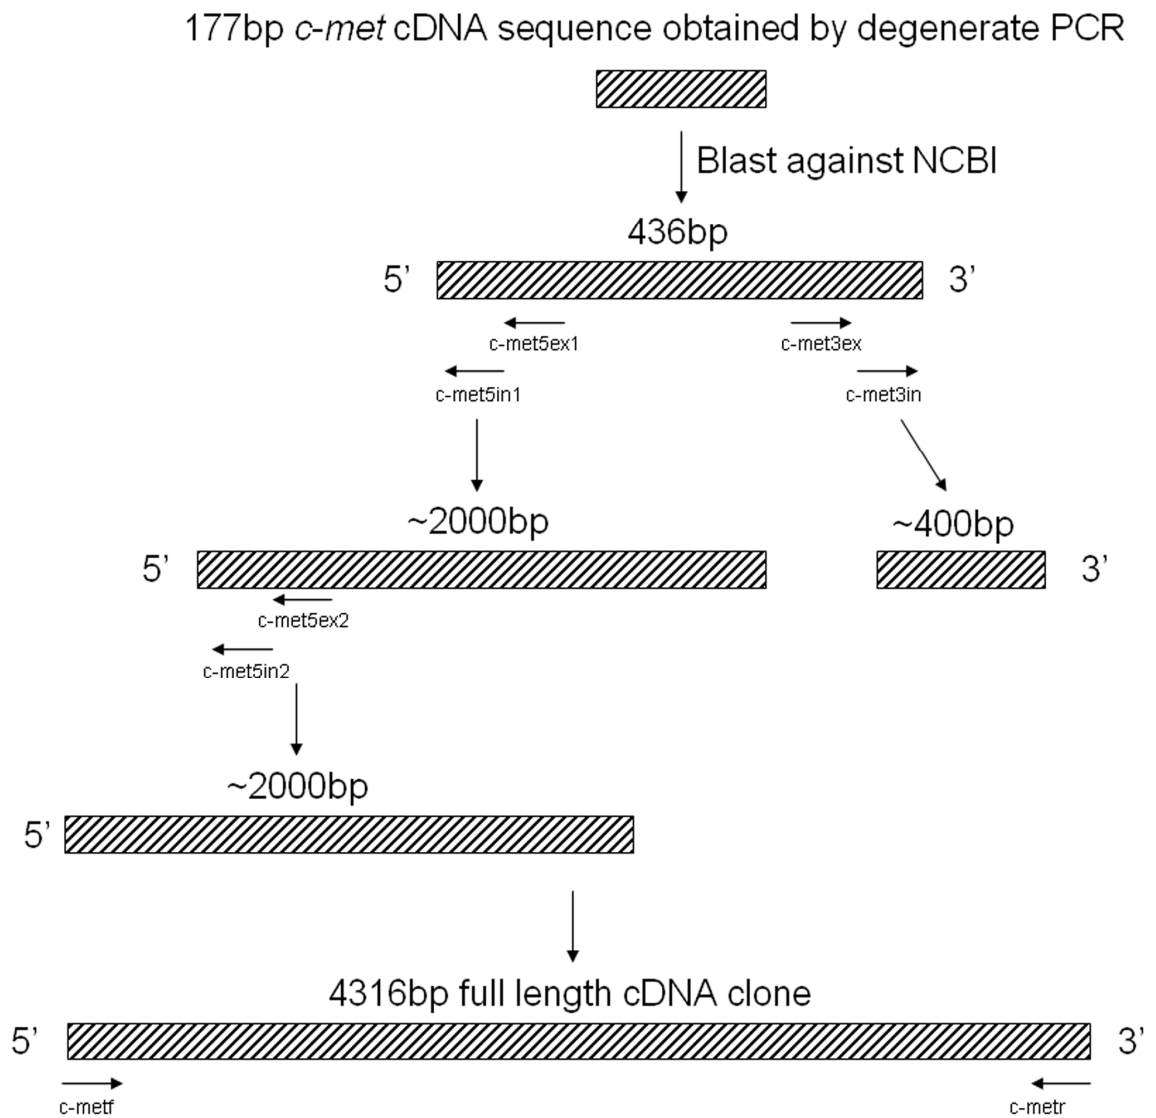 177bp c-met cDNA sequence obtained by degenerate PCR
Blast against NCBI
436bp
5’ 3’
c-met5ex1 c-met3ex
c-met5in1 c-met3in
~2000bp ~400bp
5’ 3’
c-met5ex2
c-met5in2
~2000bp
5’
4316bp full length cDNA clone
5’ 3’
c-metf c-metr